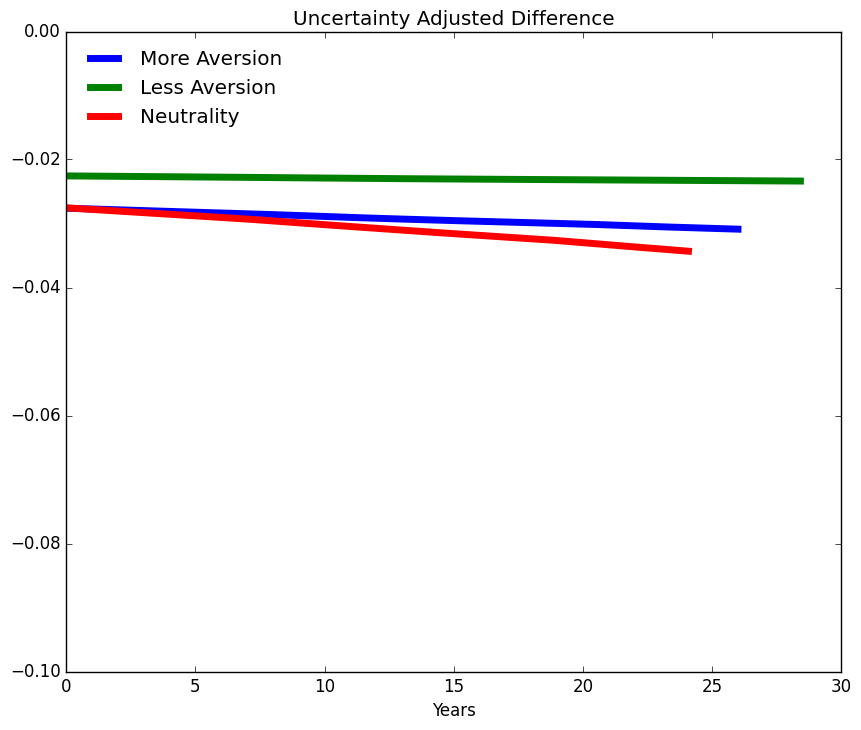 Uncertainty Adjusted Difference
0.00
More Aversion
Less Aversion
Neutrality
−0.02
−0.04
−0.06
−0.08
−0.10
0 5 10 15 20 25 30
Years